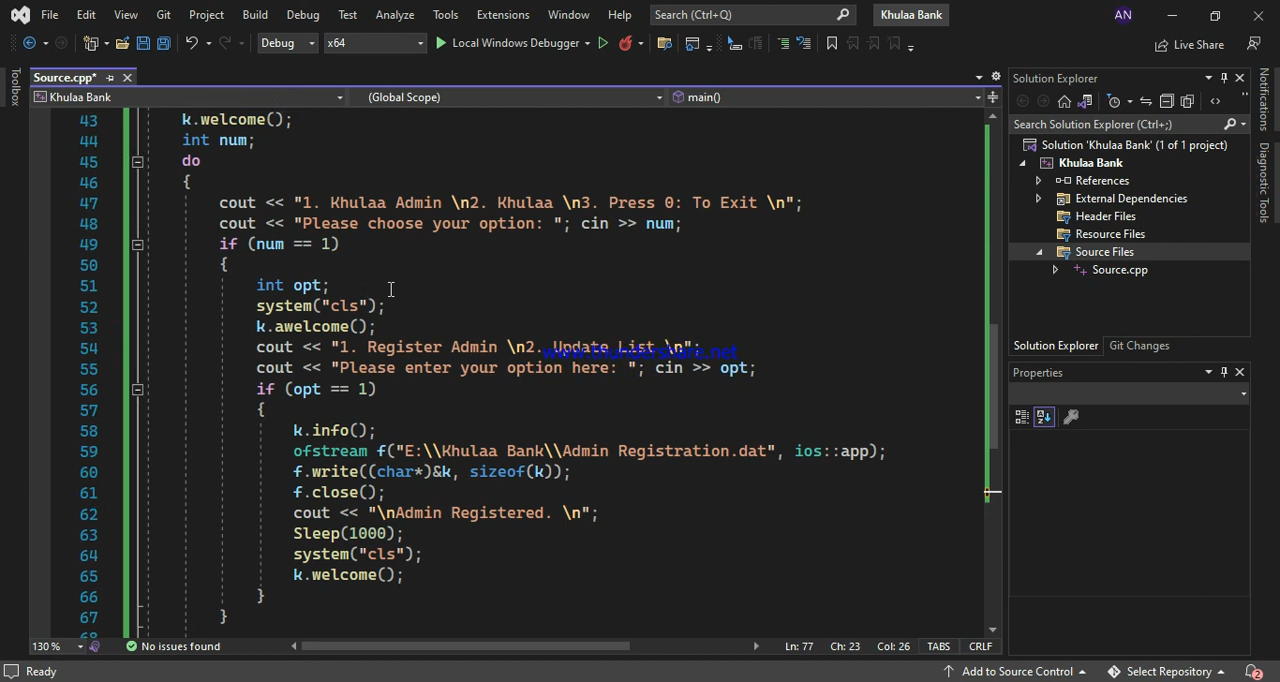 File Edit View Git Project Build Debug Test Analyze Tools Extensions Window Help Search (Ctrl+Q) Khulaa Bank AN
Debug x64 Local Windows Debugger Live Share
Toolbox
Source.cpp*
Khulaa Bank (Global Scope) main()
43 k.welcome();
44 int num;
45 do
46 {
47 cout << "1. Khulaa Admin \n2. Khulaa \n3. Press 0: To Exit \n";
48 cout << "Please choose your option: "; cin >> num;
49 if (num == 1)
50 {
51 int opt;
52 system("cls");
53 k.awelcome();
54 cout << "1. Register Admin \n2. Update List \n";
www.thundershare.net
55 cout << "Please enter your option here: "; cin >> opt;
56 if (opt == 1)
57 {
58 k.info();
59 ofstream f("E:\\Khulaa Bank\\Admin Registration.dat", ios::app);
60 f.write((char*)&k, sizeof(k));
61 f.close();
62 cout << "\nAdmin Registered. \n";
63 Sleep(1000);
64 system("cls");
65 k.welcome();
66 }
67 }
68
130 % No issues found Ln: 77 Ch: 23 Col: 26 TABS CRLF
Solution Explorer
Search Solution Explorer (Ctrl+;)
Solution 'Khulaa Bank' (1 of 1 project)
Khulaa Bank
References
External Dependencies
Header Files
Resource Files
Source Files
Source.cpp
Solution Explorer Git Changes
Properties
Notifications
Diagnostic Tools
Ready Add to Source Control Select Repository 2